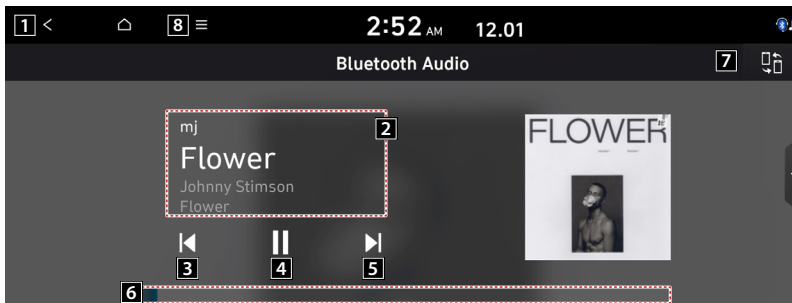 1 < 8 2:52 AM 12.01
Bluetooth Audio 7
mj 2
Flower
Johnny Stimson
Flower
FLOWER
3 4 5
6